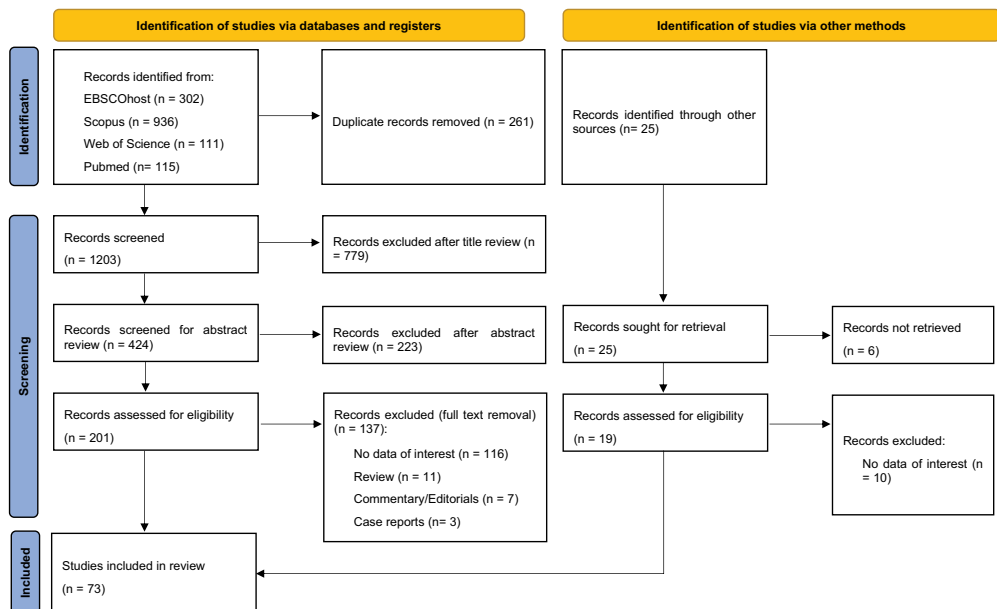 Identification of studies via databases and registers
Identification of studies via other methods
Identification
Records identified from:
EBSCOhost (n = 302)
Scopus (n = 936)
Web of Science (n = 111)
Pubmed (n= 115)
Duplicate records removed (n = 261)
Records identified through other
sources (n= 25)
Screening
Records screened
(n = 1203)
Records excluded after title review (n
= 779)
Records screened for abstract
review (n = 424)
Records excluded after abstract
review (n = 223)
Records sought for retrieval
(n = 25)
Records not retrieved
(n = 6)
Records assessed for eligibility
(n = 201)
Records excluded (full text removal)
(n = 137):
No data of interest (n = 116)
Review (n = 11)
Commentary/Editorials (n = 7)
Case reports (n= 3)
Records assessed for eligibility
(n = 19)
Records excluded:
No data of interest (n
= 10)
Included
Studies included in review
(n = 73)